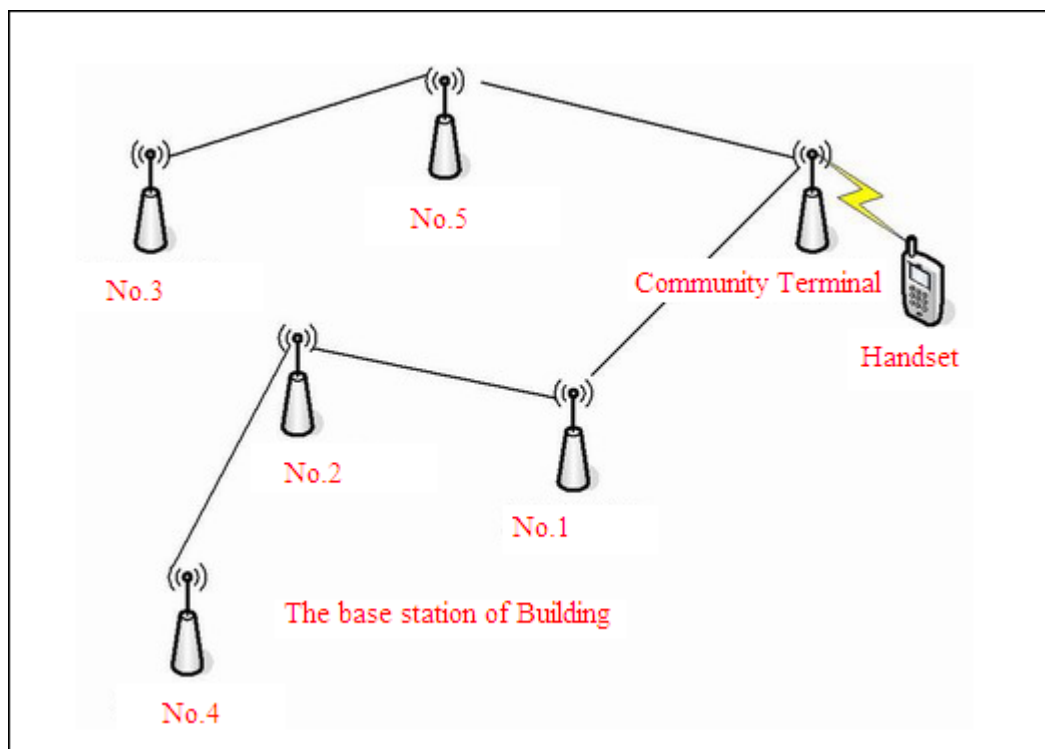 No.5
No.3
Community Terminal
Handset
No.2
No.1
The base station of Building
No.4